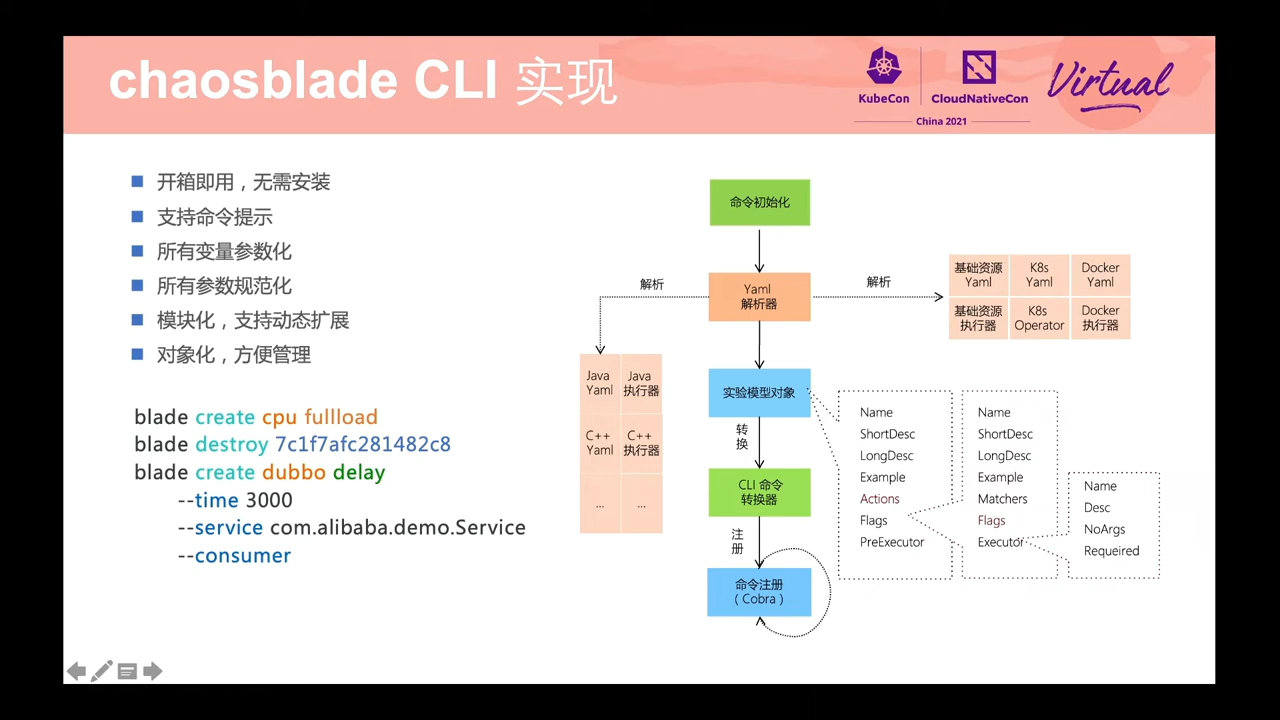 chaosblade CLI 实现
KubeCon
CloudNativeCon
China 2021
Virtual
开箱即用，无需安装
支持命令提示
所有变量参数化
所有参数规范化
模块化，支持动态扩展
对象化，方便管理
blade create cpu fullload
blade destroy 7c1f7afc281482c8
blade create dubbo delay
--time 3000
--service com.alibaba.demo.Service
--consumer
命令初始化
Yaml
解析器
解析
解析
基础资源
Yaml
K8s
Yaml
Docker
Yaml
基础资源
执行器
K8s
Operator
Docker
执行器
Java
Yaml
Java
执行器
C++
Yaml
C++
执行器
...
...
实验模型对象
转
换
CLI 命令
转换器
注
册
命令注册
（Cobra）
Name
ShortDesc
LongDesc
Example
Actions
Flags
PreExecutor
Name
ShortDesc
LongDesc
Example
Matchers
Flags
Executor
Name
Desc
NoArgs
Requeired